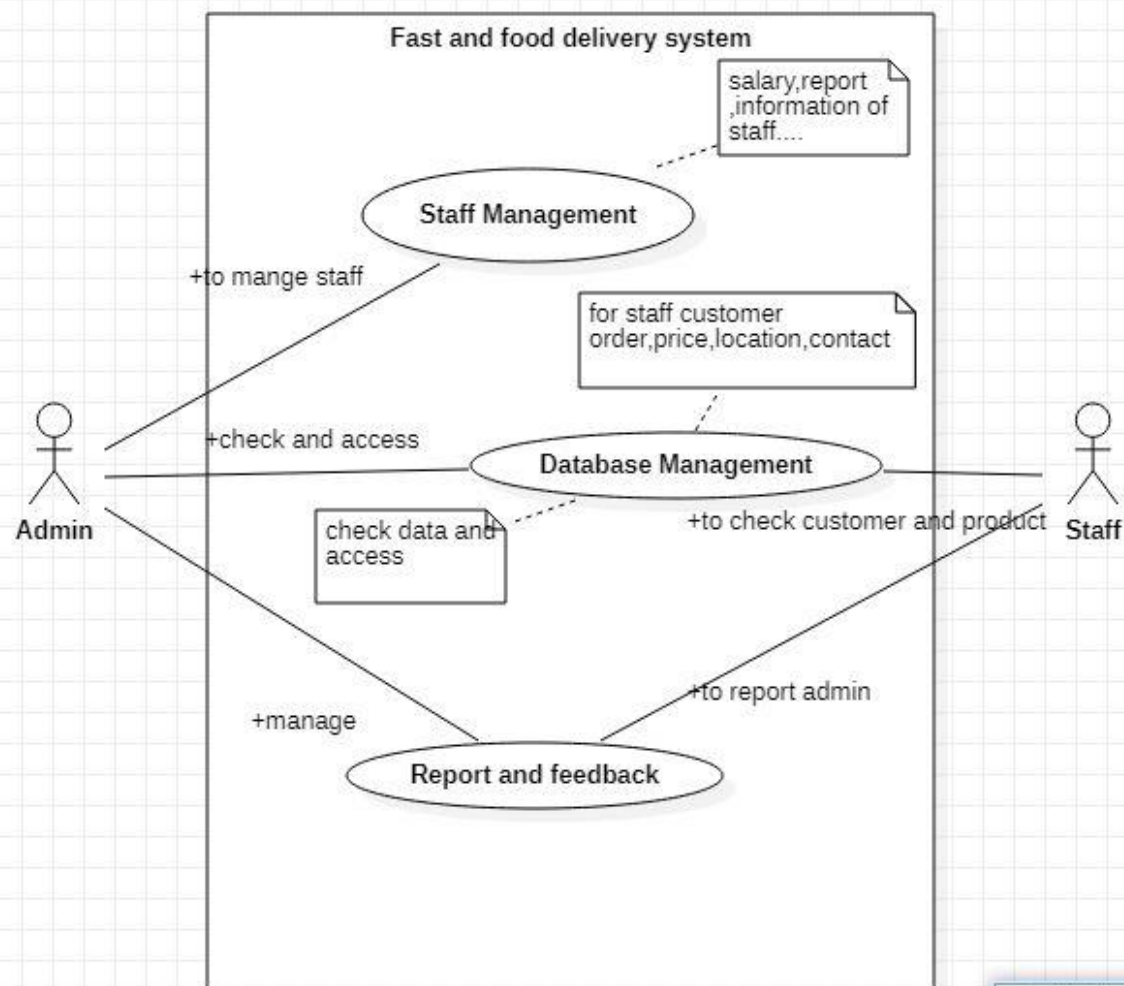 Fast and food delivery system
salary,report
,information of
staff....
Staff Management
+to mange staff
for staff customer
order,price,location,contact
+check and access
Database Management
Admin
check data and
access
+to check customer and product
Staff
+to report admin
+manage
Report and feedback